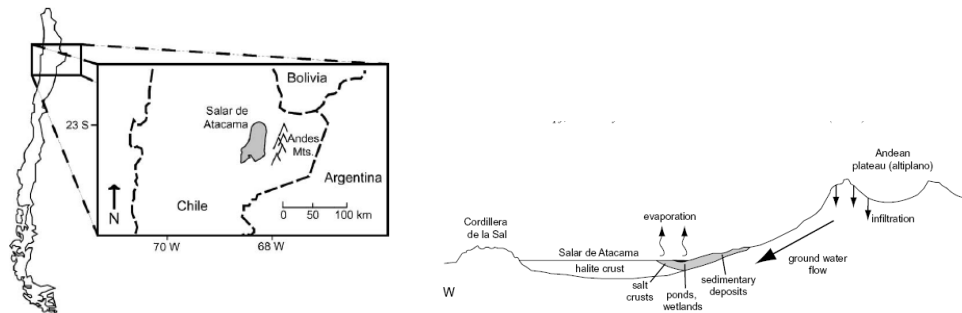 Bolivia
Salar de
Atacama
23 S
Andes
Mts.
Argentina
N
Chile
0 50 100 km
70 W
68 W
Andean
plateau (altiplano)
infiltration
evaporation
Cordillera
de la Sal
Salar de Atacama
ground water
flow
halite crust
sedimentary
deposits
salt
crusts
ponds,
wetlands
W